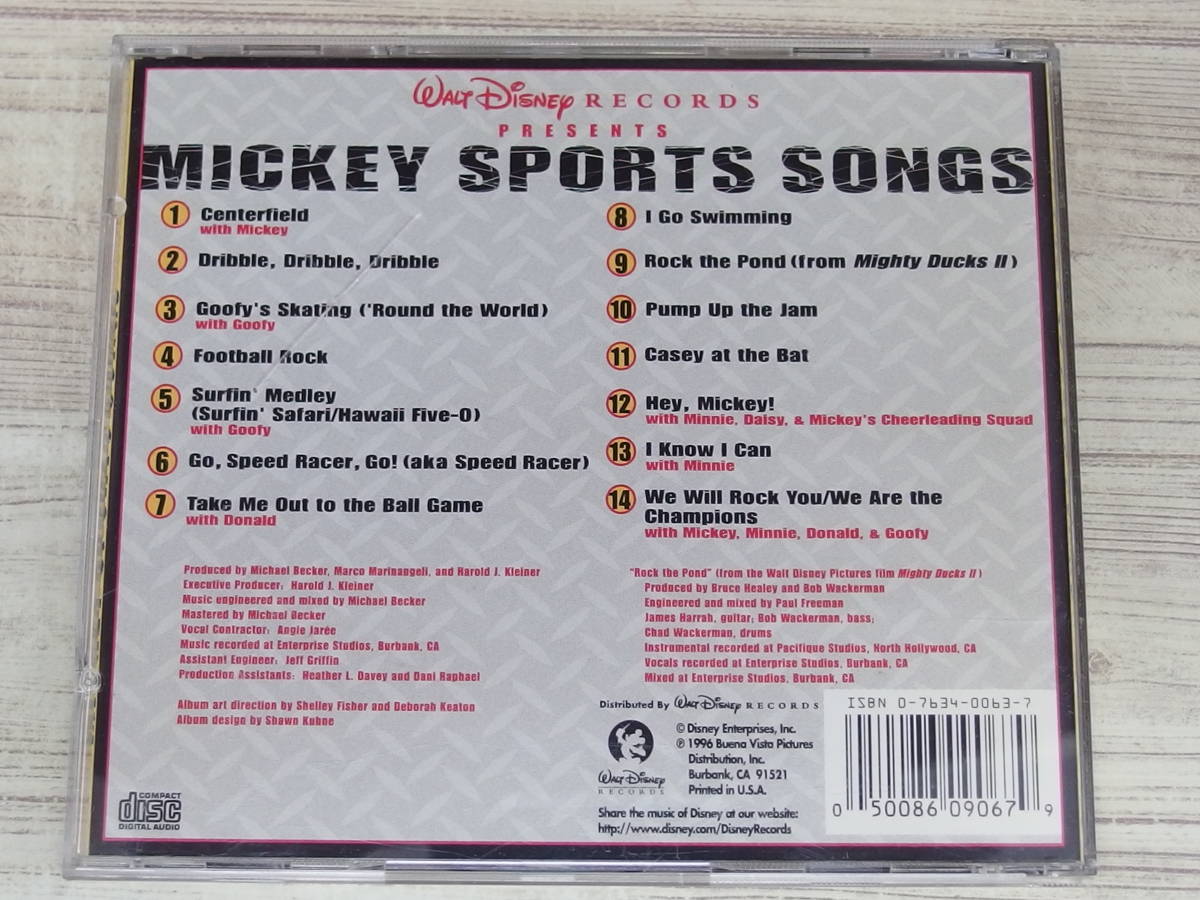 WALT DISNEY RECORDS
PRESENTS
MICKEY SPORTS SONGS
1 Centerfield
with Mickey
2 Dribble, Dribble, Dribble
3 Goofy's Skating ('Round the World)
with Goofy
4 Football Rock
5 Surfin' Medley
(Surfin' Safari/Hawaii Five-O)
with Goofy
6 Go, Speed Racer, Go! (aka Speed Racer)
7 Take Me Out to the Ball Game
with Donald
8 I Go Swimming
9 Rock the Pond (from Mighty Ducks II)
10 Pump Up the Jam
11 Casey at the Bat
12 Hey, Mickey!
with Minnie, Daisy, & Mickey's Cheerleading Squad
13 I Know I Can
with Minnie
14 We Will Rock You/We Are the
Champions
with Mickey, Minnie, Donald, & Goofy
Produced by Michael Becker, Marco Marinangeli, and Harold J. Kleiner
Executive Producer: Harold J. Kleiner
Music engineered and mixed by Michael Becker
Mastered by Michael Becker
Vocal Contractor: Angie Jarée
Music recorded at Enterprise Studios, Burbank, CA
Assistant Engineer: Jeff Griffin
Production Assistants: Heather L. Davey and Dani Raphael
Album art direction by Shelley Fisher and Deborah Keaton
Album design by Shawn Kuhne
"Rock the Pond" (from the Walt Disney Pictures film Mighty Ducks II)
Produced by Bruce Healey and Bob Wackerman
Engineered and mixed by Paul Freeman
James Harrah, guitar; Bob Wackerman, bass;
Chad Wackerman, drums
Instrumental recorded at Pacifique Studios, North Hollywood, CA
Vocals recorded at Enterprise Studios, Burbank, CA
Mixed at Enterprise Studios, Burbank, CA
Distributed By WALT DISNEY RECORDS
© Disney Enterprises, Inc.
℗ 1996 Buena Vista Pictures
Distribution, Inc.
Burbank, CA 91521
Printed in U.S.A.
WALT DISNEY
RECORDS
Share the music of Disney at our website:
http://www.disney.com/DisneyRecords
ISBN 0-7634-0063-7
0 50086 09067 9
COMPACT
disc
DIGITAL AUDIO